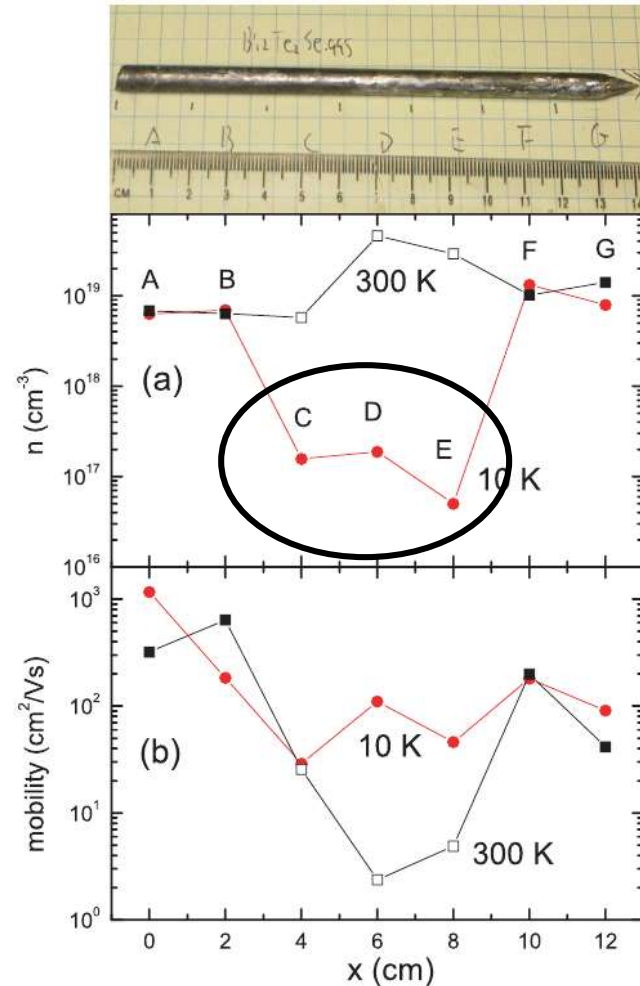 Bi2Te2Se.995
A B C D E F G
CM 1 2 3 4 5 6 7 8 9 10 11 12 13 14
10^19
10^18
10^17
10^16
n (cm^-3)
(a)
A B F G
300 K
C D E
10 K
10^3
10^2
10^1
10^0
mobility (cm^2/Vs)
(b)
10 K
300 K
0 2 4 6 8 10 12
x (cm)